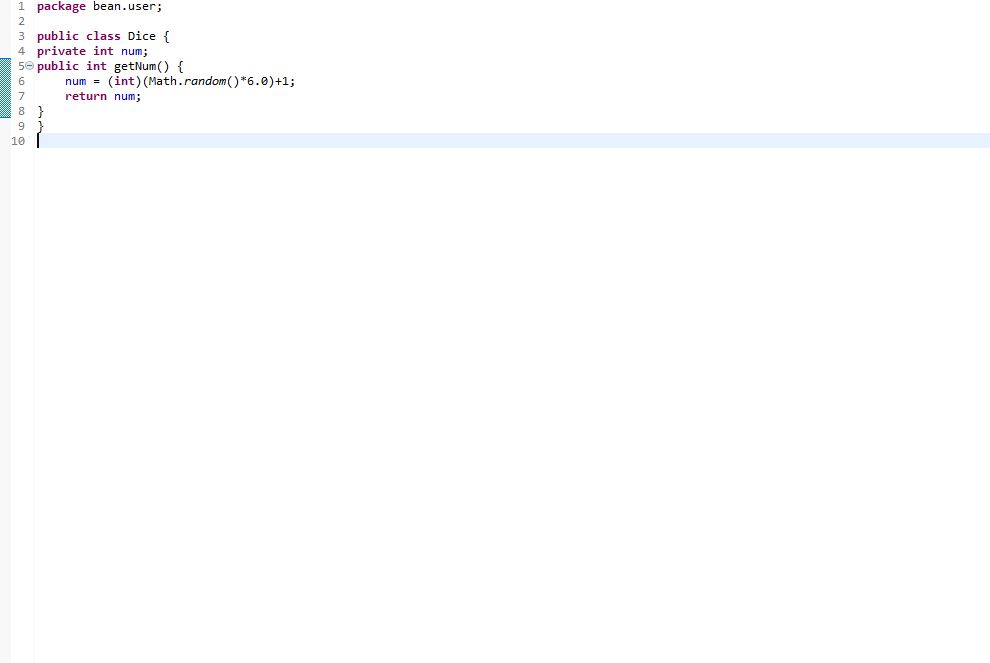 1 package bean.user;
2
3 public class Dice {
4 private int num;
5 public int getNum() {
6     num = (int)(Math.random()*6.0)+1;
7     return num;
8 }
9 }
10